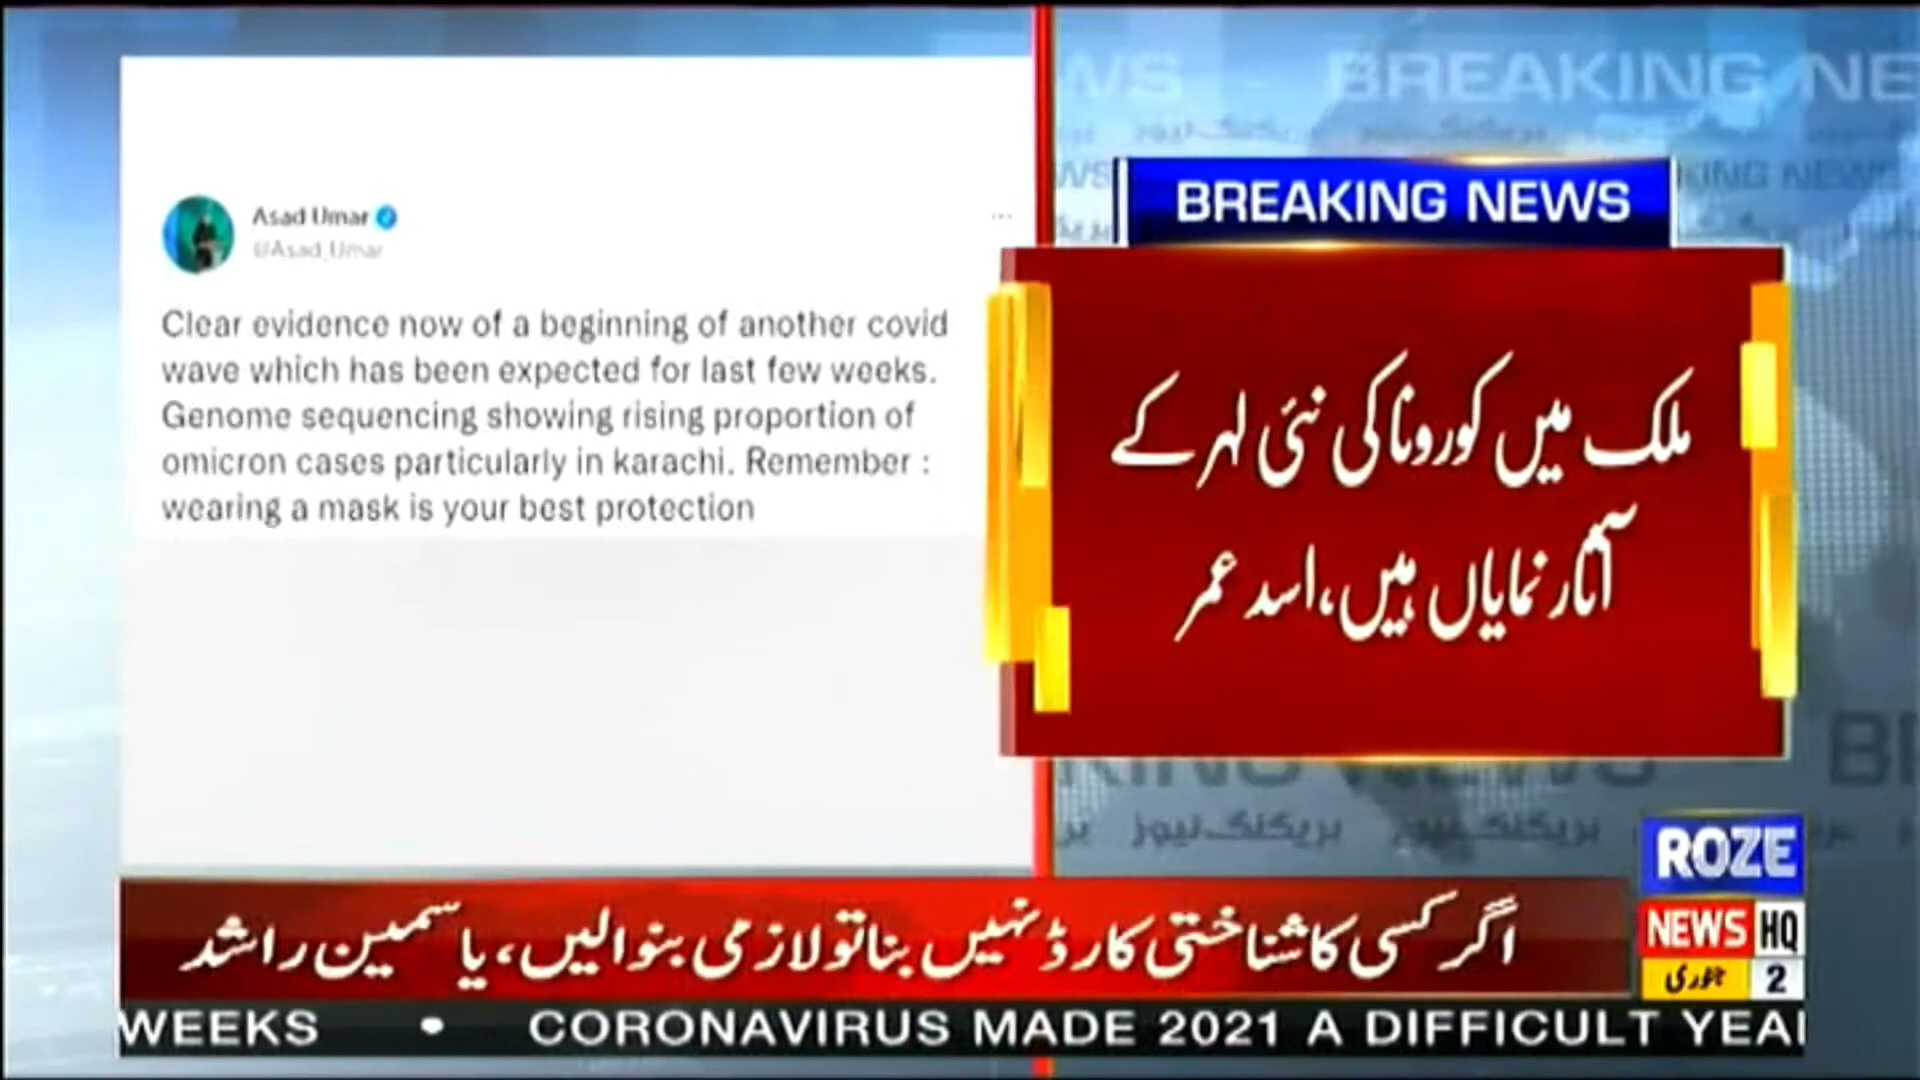 Asad Umar
@Asad_Umar
Clear evidence now of a beginning of another covid
wave which has been expected for last few weeks.
Genome sequencing showing rising proportion of
omicron cases particularly in karachi. Remember :
wearing a mask is your best protection
BREAKING NEWS
ملک میں کورونا کی نئی لہر کے
آثار نمایاں ہیں، اسد عمر
اگر کسی کا شناختی کارڈ نہیں بنا تو لازمی بنوالیں، یاسمین راشد
ROZE
NEWS HQ
جنوری 2
WEEKS • CORONAVIRUS MADE 2021 A DIFFICULT YEA